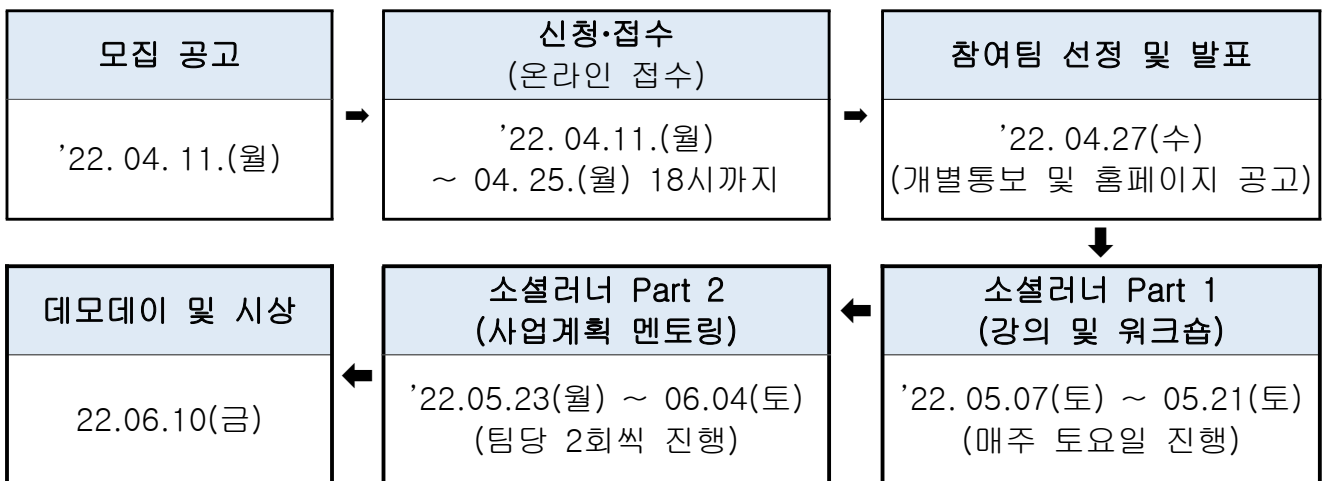 모집 공고
'22. 04. 11.(월)
➡
신청·접수
(온라인 접수)
'22. 04.11.(월)
~ 04. 25.(월) 18시까지
➡
참여팀 선정 및 발표
'22. 04.27(수)
(개별통보 및 홈페이지 공고)
⬇
소셜러너 Part 1
(강의 및 워크숍)
'22. 05.07(토) ~ 05.21(토)
(매주 토요일 진행)
⬅
소셜러너 Part 2
(사업계획 멘토링)
'22.05.23(월) ~ 06.04(토)
(팀당 2회씩 진행)
⬅
데모데이 및 시상
22.06.10(금)